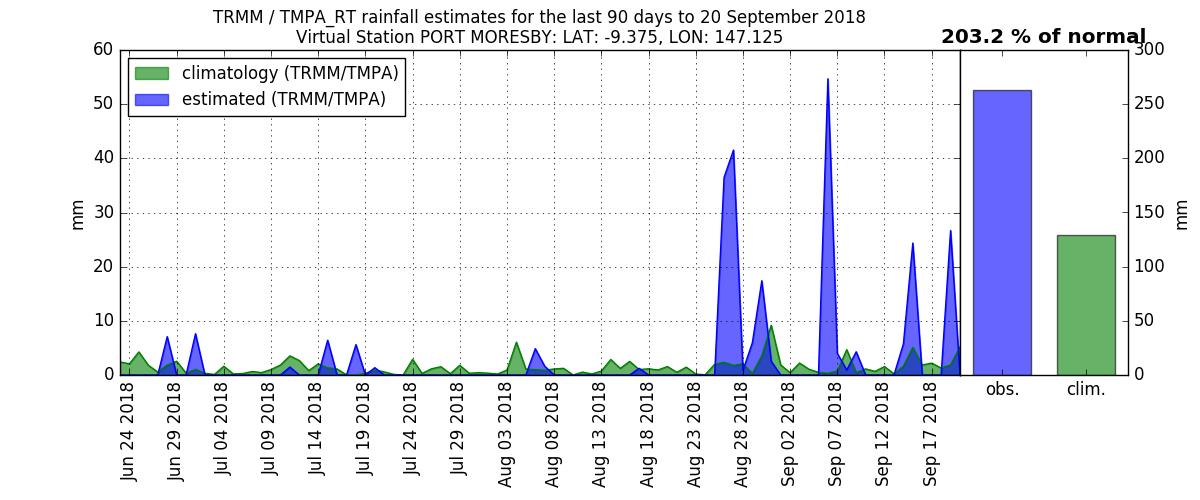 TRMM / TMPA_RT rainfall estimates for the last 90 days to 20 September 2018
Virtual Station PORT MORESBY: LAT: -9.375, LON: 147.125
203.2 % of normal
climatology (TRMM/TMPA)
estimated (TRMM/TMPA)
60
50
40
30
20
10
0
mm
300
250
200
150
100
50
0
mm
Jun 24 2018
Jun 29 2018
Jul 04 2018
Jul 09 2018
Jul 14 2018
Jul 19 2018
Jul 24 2018
Jul 29 2018
Aug 03 2018
Aug 08 2018
Aug 13 2018
Aug 18 2018
Aug 23 2018
Aug 28 2018
Sep 02 2018
Sep 07 2018
Sep 12 2018
Sep 17 2018
obs.
clim.